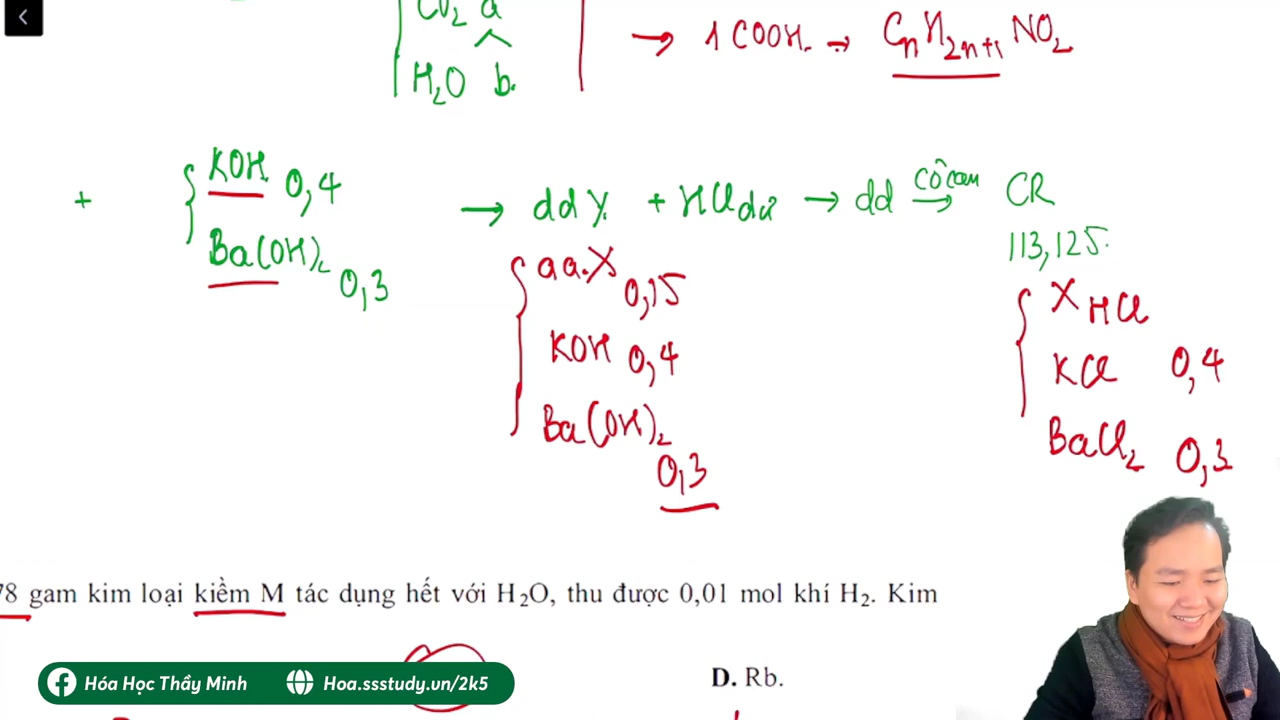 CO2 a
H2O b.
→ 1 COOH → CnH2n+1NO2
+ KOH 0,4
Ba(OH)2 0,3
→ dd Y + HCl dư → dd cô cạn → CR
113,125
aa. X 0,15
KOH 0,4
Ba(OH)2 0,3
XHCl
KCl 0,4
BaCl2 0,3
78 gam kim loại kiềm M tác dụng hết với H2O, thu được 0,01 mol khí H2. Kim
D. Rb.
Hóa Học Thầy Minh
Hoa.ssstudy.vn/2k5